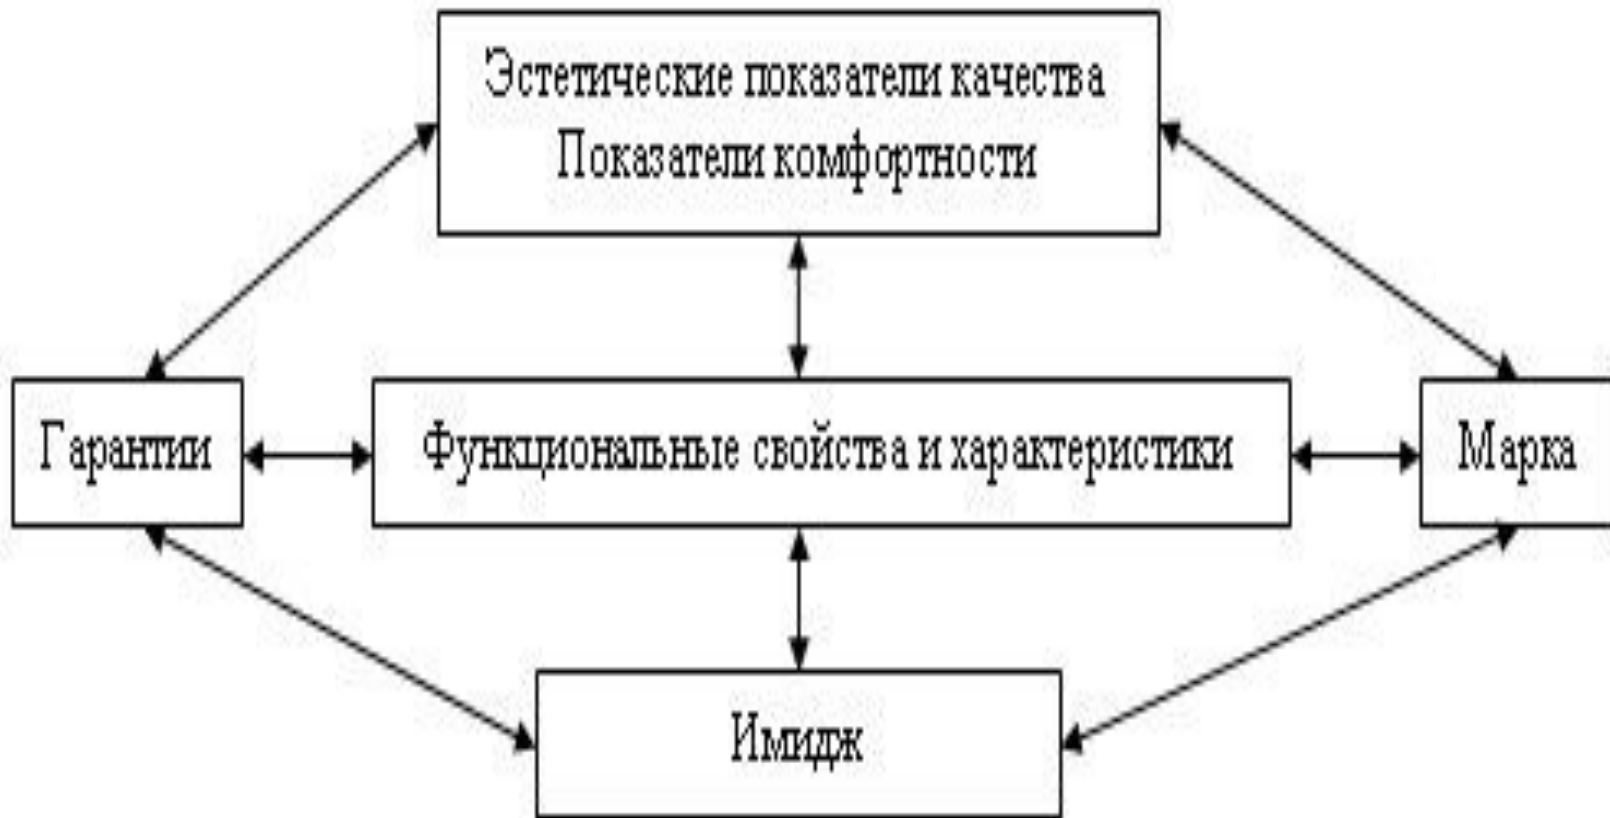 Эстетические показатели качества
Показатели комфортности
Гарантии
Функциональные свойства и характеристики
Марка
Имидж